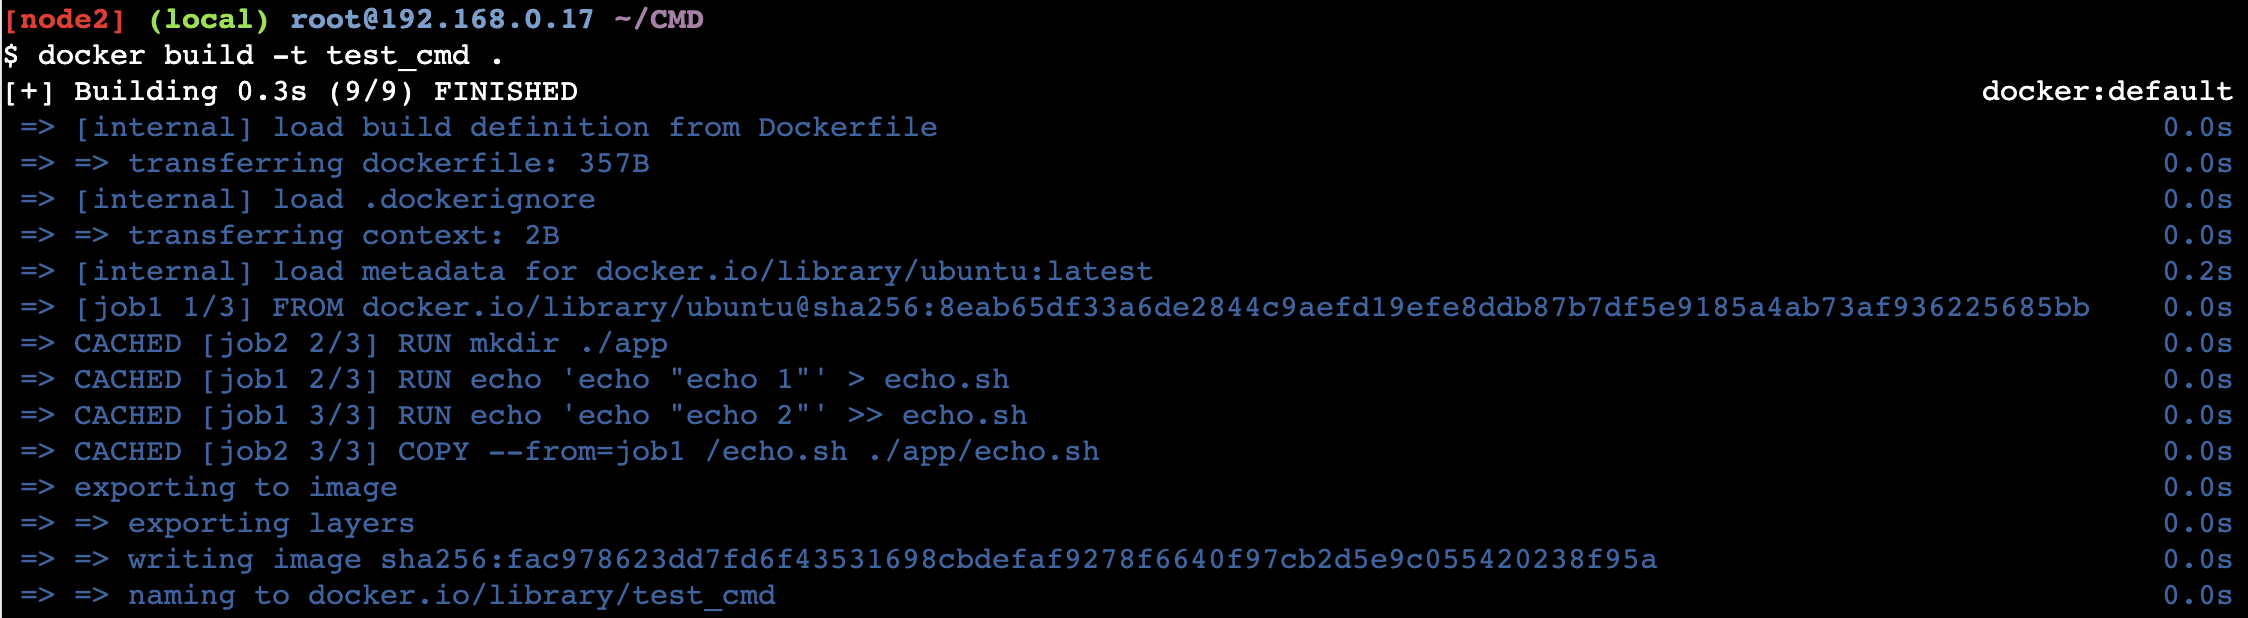 [node2] (local) root@192.168.0.17 ~/CMD
$ docker build -t test_cmd .
[+] Building 0.3s (9/9) FINISHED docker:default
=> [internal] load build definition from Dockerfile 0.0s
=> => transferring dockerfile: 357B 0.0s
=> [internal] load .dockerignore 0.0s
=> => transferring context: 2B 0.0s
=> [internal] load metadata for docker.io/library/ubuntu:latest 0.2s
=> [job1 1/3] FROM docker.io/library/ubuntu@sha256:8eab65df33a6de2844c9aefd19efe8ddb87b7df5e9185a4ab73af936225685bb 0.0s
=> CACHED [job2 2/3] RUN mkdir ./app 0.0s
=> CACHED [job1 2/3] RUN echo 'echo "echo 1"' > echo.sh 0.0s
=> CACHED [job1 3/3] RUN echo 'echo "echo 2"' >> echo.sh 0.0s
=> CACHED [job2 3/3] COPY --from=job1 /echo.sh ./app/echo.sh 0.0s
=> exporting to image 0.0s
=> => exporting layers 0.0s
=> => writing image sha256:fac978623dd7fd6f43531698cbdefaf9278f6640f97cb2d5e9c055420238f95a 0.0s
=> => naming to docker.io/library/test_cmd 0.0s